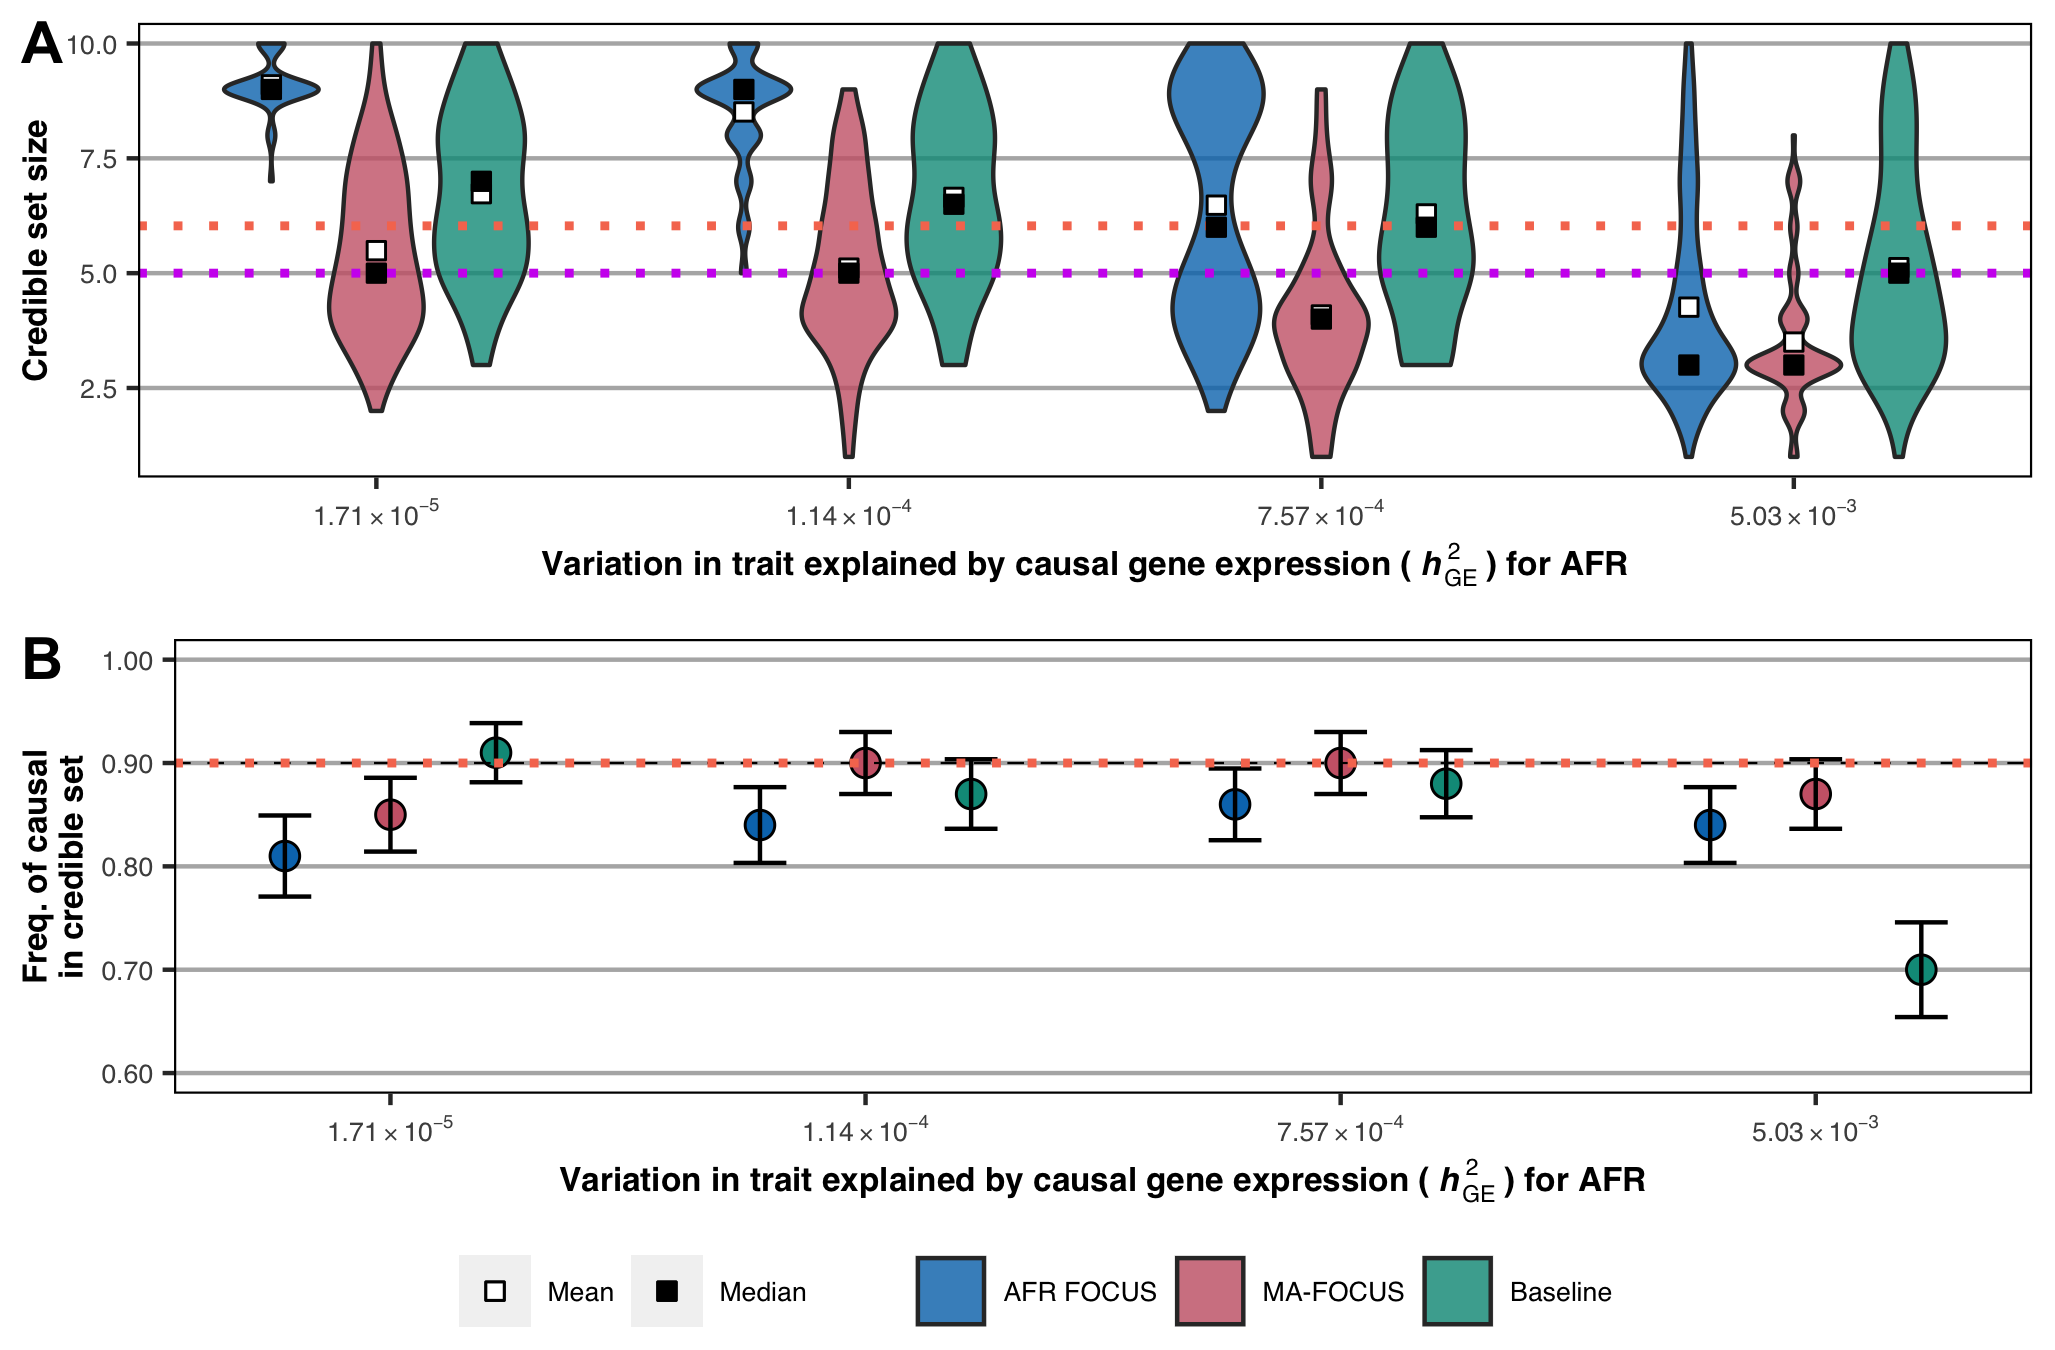 A
Credible set size
10.0
7.5
5.0
2.5
1.71 × 10⁻⁵
1.14 × 10⁻⁴
7.57 × 10⁻⁴
5.03 × 10⁻³
Variation in trait explained by causal gene expression ( h²GE ) for AFR
B
Freq. of causal
in credible set
1.00
0.90
0.80
0.70
0.60
1.71 × 10⁻⁵
1.14 × 10⁻⁴
7.57 × 10⁻⁴
5.03 × 10⁻³
Variation in trait explained by causal gene expression ( h²GE ) for AFR
Mean
Median
AFR FOCUS
MA-FOCUS
Baseline